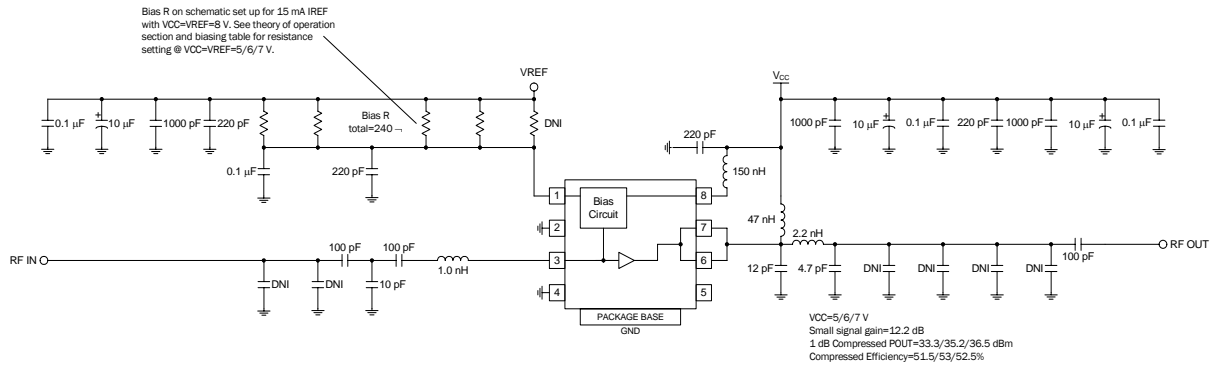 Bias R on schematic set up for 15 mA IREF
with VCC=VREF=8 V. See theory of operation
section and biasing table for resistance
setting @ VCC=VREF=5/6/7 V.
VREF
VCC
0.1 µF
10 µF
+
1000 pF
220 pF
Bias R
total=240 ¬
DNI
1000 pF
10 µF
+
0.1 µF
220 pF
1000 pF
10 µF
+
0.1 µF
220 pF
150 nH
0.1 µF
220 pF
1
Bias
Circuit
8
2
7
47 nH
2.2 nH
RF IN
100 pF
100 pF
1.0 nH
3
6
100 pF
RF OUT
DNI
DNI
10 pF
4
5
12 pF
4.7 pF
DNI
DNI
DNI
DNI
PACKAGE BASE
GND
VCC=5/6/7 V
Small signal gain=12.2 dB
1 dB Compressed POUT=33.3/35.2/36.5 dBm
Compressed Efficiency=51.5/53/52.5%